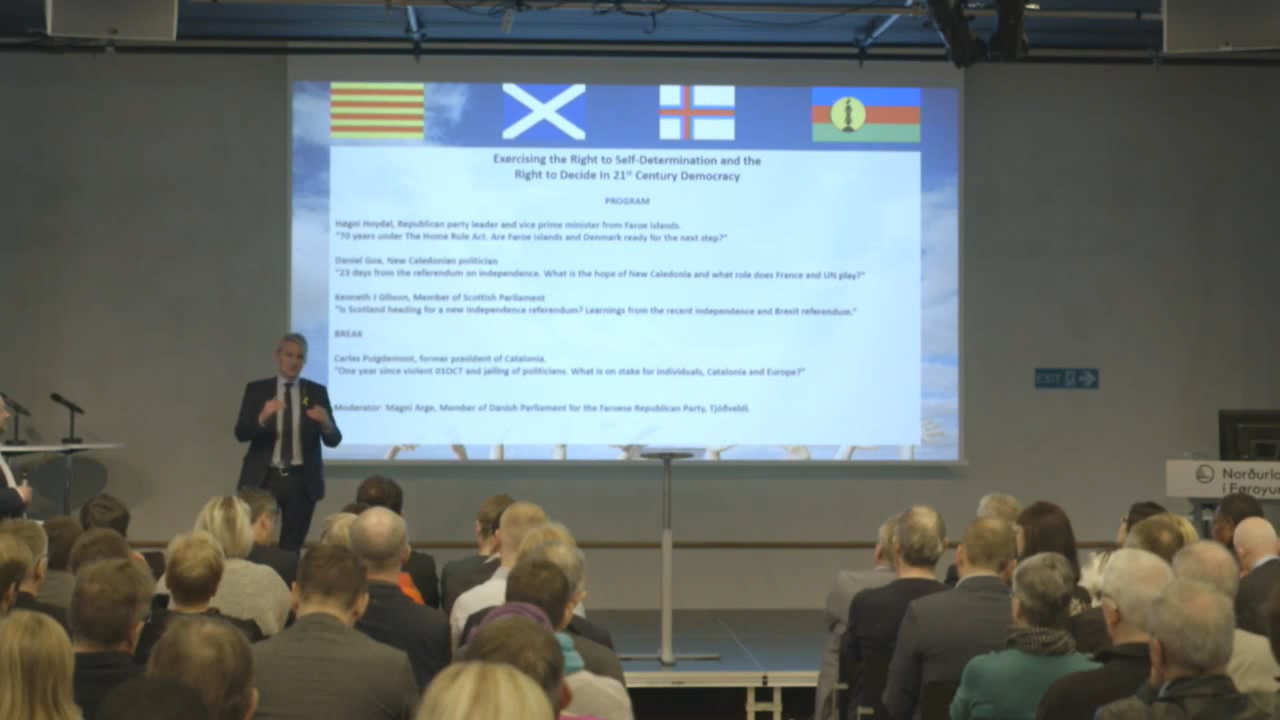 Exercising the Right to Self-Determination and the
Right to Decide In 21st Century Democracy
PROGRAM
Høgni Hoydal, Republican party leader and vice prime minister from Faroe Islands.
"70 years under The Home Rule Act. Are Faroe islands and Denmark ready for the next step?"
Daniel Goa, New Caledonian politician
"23 days from the referendum on independence. What is the hope of New Caledonia and what role does France and UN play?"
Kenneth J Gibson, Member of Scottish Parliament
"Is Scotland heeding for a new independence referendum? Learnings from the recent independence and Brexit referendum."
BREAK
Carles Puigdemont, former president of Catalonia.
"One year since violent 01OCT and jailing of politicians. What is on stake for individuals, Catalonia and Europe?"
Moderator: Magni Arge, Member of Danish Parliament for the Faroese Republican Party, Tjóðveldi.
EXIT
Norðurla
í Føroyum